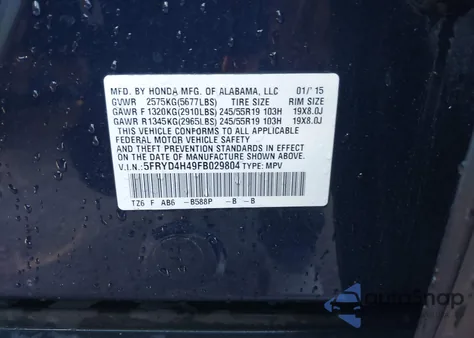 MFD. BY HONDA MFG. OF ALABAMA, LLC 01/'15
GVWR 2575KG(5677LBS) TIRE SIZE RIM SIZE
GAWR F 1320KG(2910LBS) 245/55R19 103H 19X8.0J
GAWR R1345KG(2965LBS) 245/55R19 103H 19X8.0J
THIS VEHICLE CONFORMS TO ALL APPLICABLE
FEDERAL MOTOR VEHICLE SAFETY AND
THEFT PREVENTION STANDARDS IN EFFECT ON
THE DATE OF MANUFACTURE SHOWN ABOVE.
V.I.N.: 5FRYD4H49FB029804 TYPE: MPV
TZ6 F AB6 -B588P -B -B
autosnap